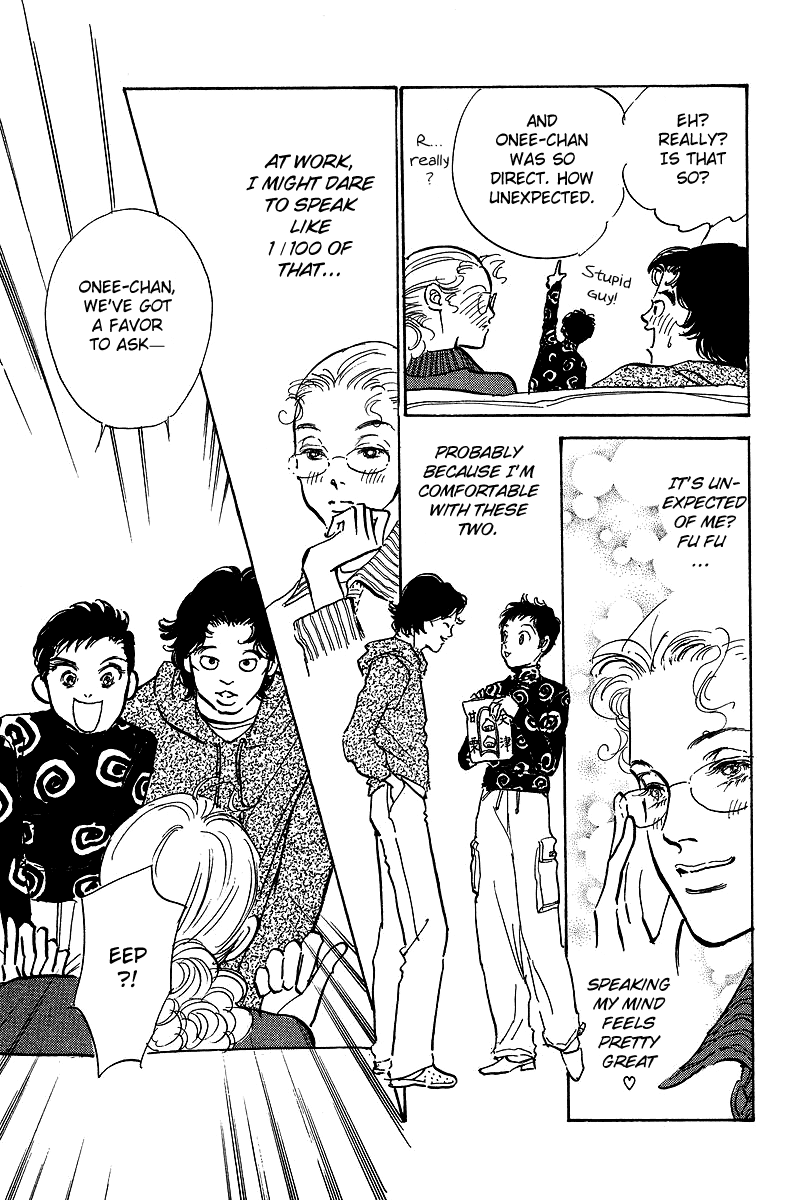 EH?
REALLY?
IS THAT
SO?
AND
ONEE-CHAN
WAS SO
DIRECT. HOW
UNEXPECTED.
R...
really
?
Stupid
guy!
IT'S UN-
EXPECTED
OF ME?
FU FU
...
SPEAKING
MY MIND
FEELS
PRETTY
GREAT
♡
PROBABLY
BECAUSE I'M
COMFORTABLE
WITH THESE
TWO.
AT WORK,
I MIGHT DARE
TO SPEAK
LIKE
1/100 OF
THAT...
ONEE-CHAN,
WE'VE GOT
A FAVOR
TO ASK—
EEP
?!